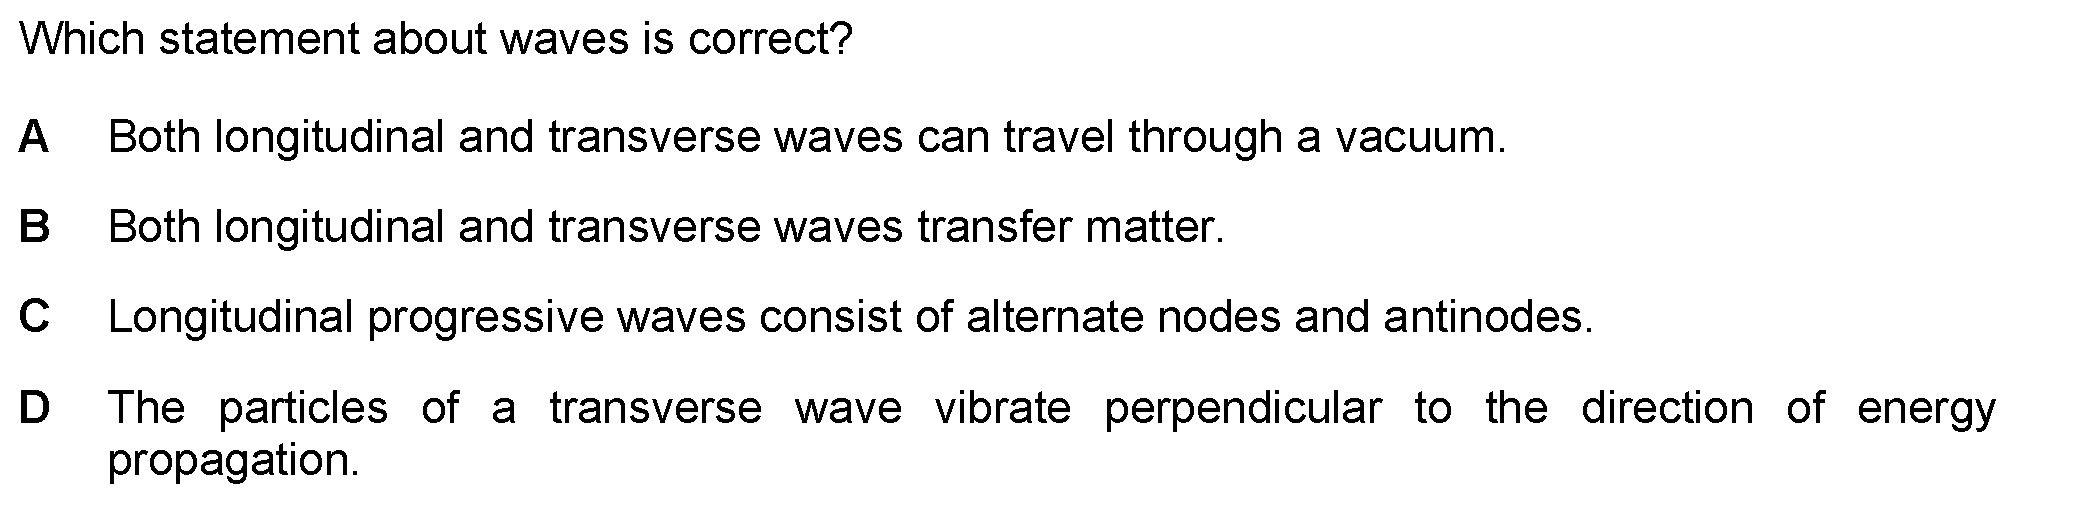 Which statement about waves is correct?
A Both longitudinal and transverse waves can travel through a vacuum.
B Both longitudinal and transverse waves transfer matter.
C Longitudinal progressive waves consist of alternate nodes and antinodes.
D The particles of a transverse wave vibrate perpendicular to the direction of energy
propagation.